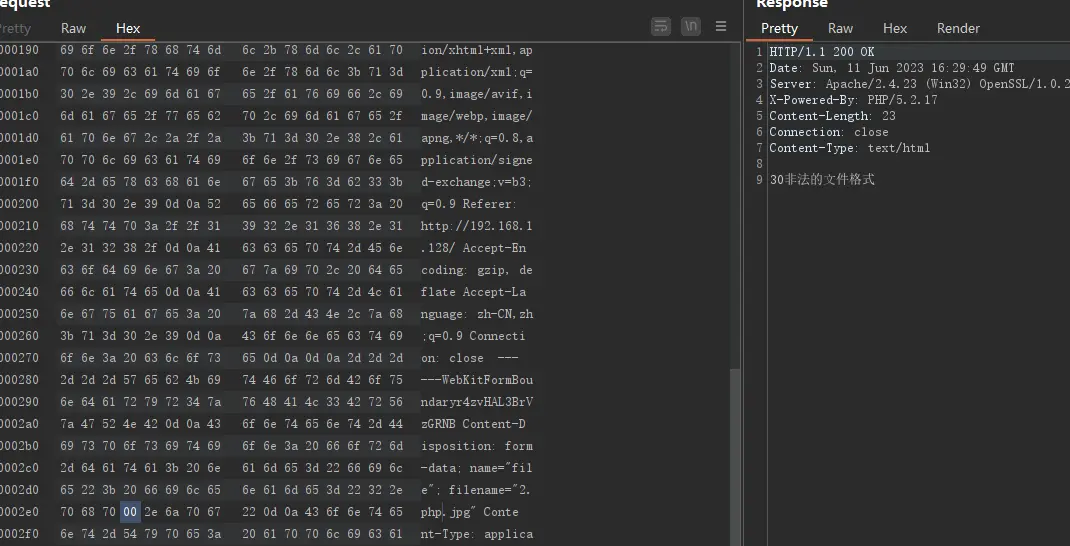 equest
Response
Pretty Raw Hex
\n
Pretty Raw Hex Render
000190 69 6f 6e 2f 78 68 74 6d 6c 2b 78 6d 6c 2c 61 70 ion/xhtml+xml,ap
0001a0 70 6c 69 63 61 74 69 6f 6e 2f 78 6d 6c 3b 71 3d plication/xml;q=
0001b0 30 2e 39 2c 69 6d 61 67 65 2f 61 76 69 66 2c 69 0.9,image/avif,i
0001c0 6d 61 67 65 2f 77 65 62 70 2c 69 6d 61 67 65 2f mage/webp,image/
0001d0 61 70 6e 67 2c 2a 2f 2a 3b 71 3d 30 2e 38 2c 61 apng,*/*;q=0.8,a
0001e0 70 70 6c 69 63 61 74 69 6f 6e 2f 73 69 67 6e 65 pplication/signe
0001f0 64 2d 65 78 63 68 61 6e 67 65 3b 76 3d 62 33 3b d-exchange;v=b3;
000200 71 3d 30 2e 39 0d 0a 52 65 66 65 72 65 72 3a 20 q=0.9 Referer:
000210 68 74 74 70 3a 2f 2f 31 39 32 2e 31 36 38 2e 31 http://192.168.1
000220 2e 31 32 38 2f 0d 0a 41 63 63 65 70 74 2d 45 6e .128/ Accept-En
000230 63 6f 64 69 6e 67 3a 20 67 7a 69 70 2c 20 64 65 coding: gzip, de
000240 66 6c 61 74 65 0d 0a 41 63 63 65 70 74 2d 4c 61 flate Accept-La
000250 6e 67 75 61 67 65 3a 20 7a 68 2d 43 4e 2c 7a 68 nguage: zh-CN,zh
000260 3b 71 3d 30 2e 39 0d 0a 43 6f 6e 6e 65 63 74 69 ;q=0.9 Connecti
000270 6f 6e 3a 20 63 6c 6f 73 65 0d 0a 0d 0a 2d 2d 2d on: close ---
000280 2d 2d 2d 57 65 62 4b 69 74 46 6f 72 6d 42 6f 75 ---WebKitFormBou
000290 6e 64 61 72 79 72 34 7a 76 48 41 4c 33 42 72 56 ndaryr4zvHAL3BrV
0002a0 7a 47 52 4e 42 0d 0a 43 6f 6e 74 65 6e 74 2d 44 zGRNB Content-D
0002b0 69 73 70 6f 73 69 74 69 6f 6e 3a 20 66 6f 72 6d isposition: form
0002c0 2d 64 61 74 61 3b 20 6e 61 6d 65 3d 22 66 69 6c -data; name="fil
0002d0 65 22 3b 20 66 69 6c 65 6e 61 6d 65 3d 22 32 2e e"; filename="2.
0002e0 70 68 70 00 2e 6a 70 67 22 0d 0a 43 6f 6e 74 65 php.jpg" Conte
0002f0 6e 74 2d 54 79 70 65 3a 20 61 70 70 6c 69 63 61 nt-Type: applica
1 HTTP/1.1 200 OK
2 Date: Sun, 11 Jun 2023 16:29:49 GMT
3 Server: Apache/2.4.23 (Win32) OpenSSL/1.0.2
4 X-Powered-By: PHP/5.2.17
5 Content-Length: 23
6 Connection: close
7 Content-Type: text/html
8
9 30非法的文件格式